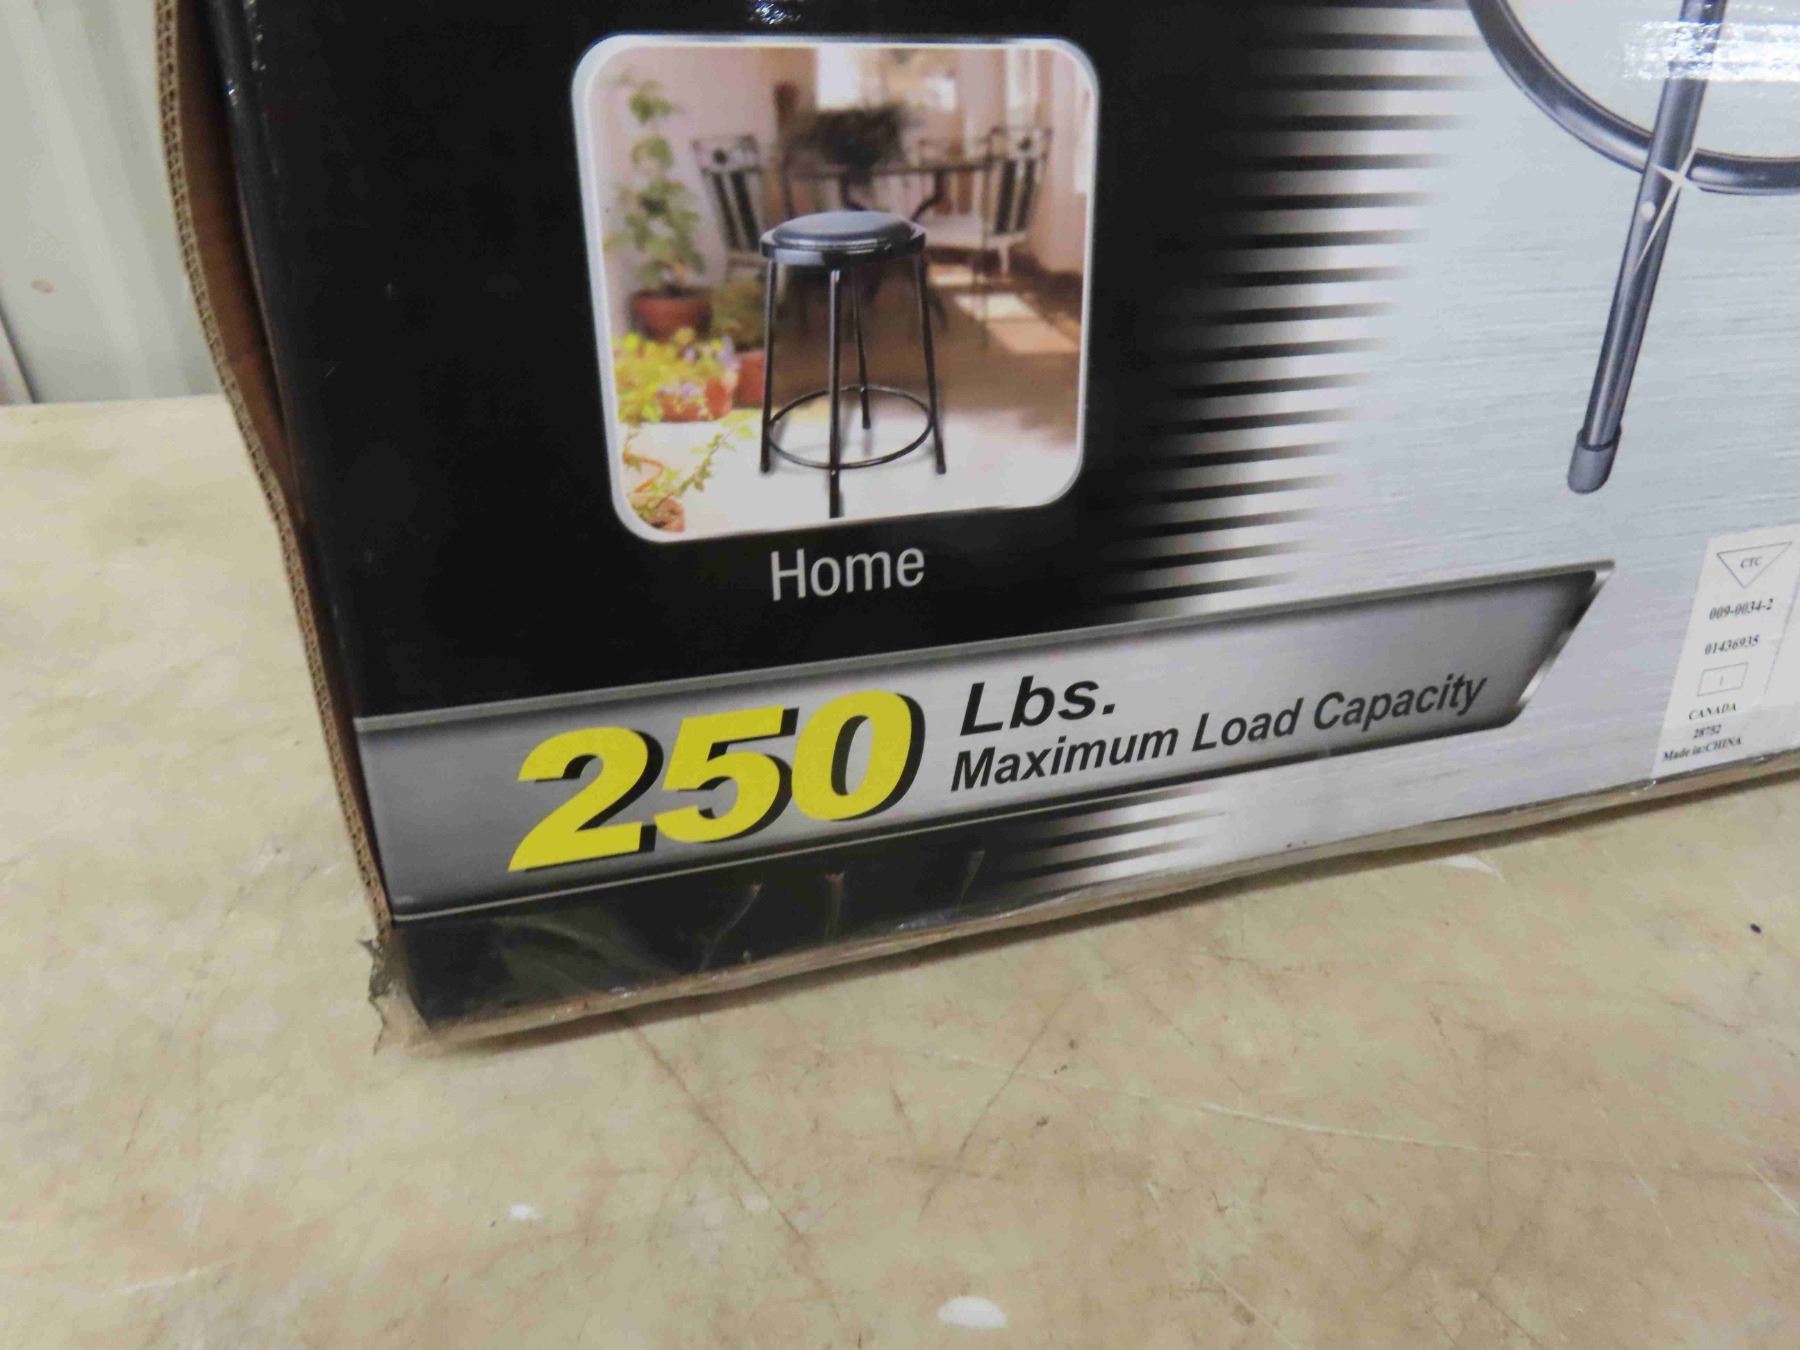 Home
250 Lbs.
Maximum Load Capacity
CTC
009-0034-2
01436935
1
CANADA
28752
Made in:CHINA